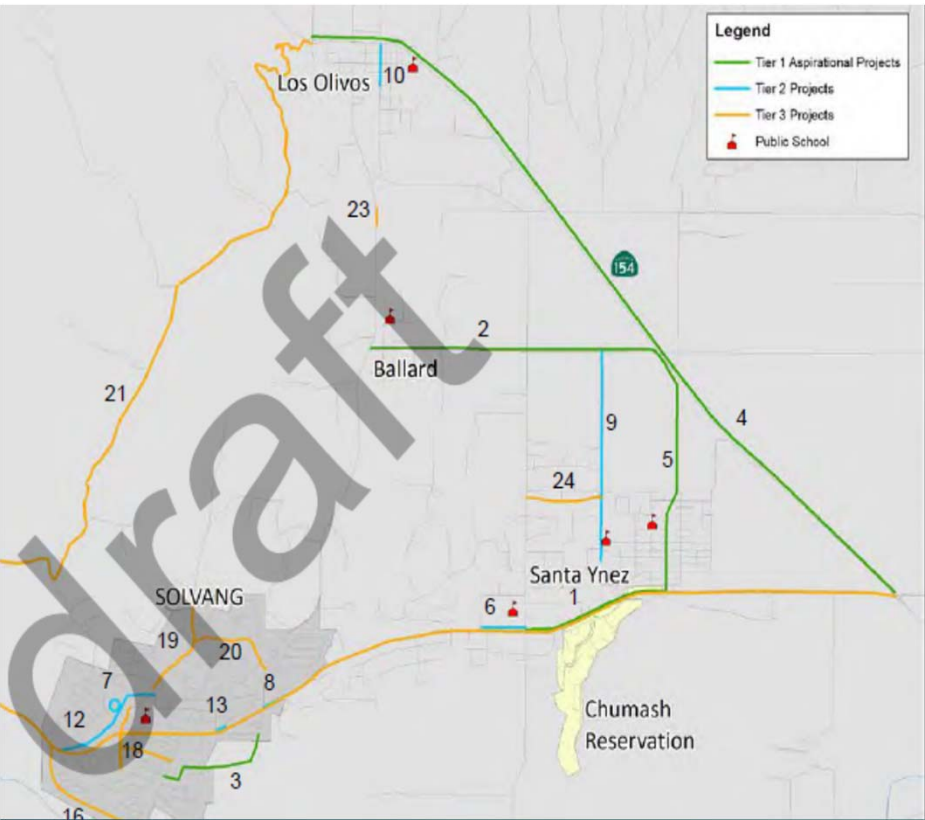 Legend
Tier 1 Aspirational Projects
Tier 2 Projects
Tier 3 Projects
Public School
Los Olivos
10
23
154
2
Ballard
21
4
9
5
24
Santa Ynez
SOLVANG
6
1
19
20
7
8
13
12
Chumash
Reservation
18
3
16
draft